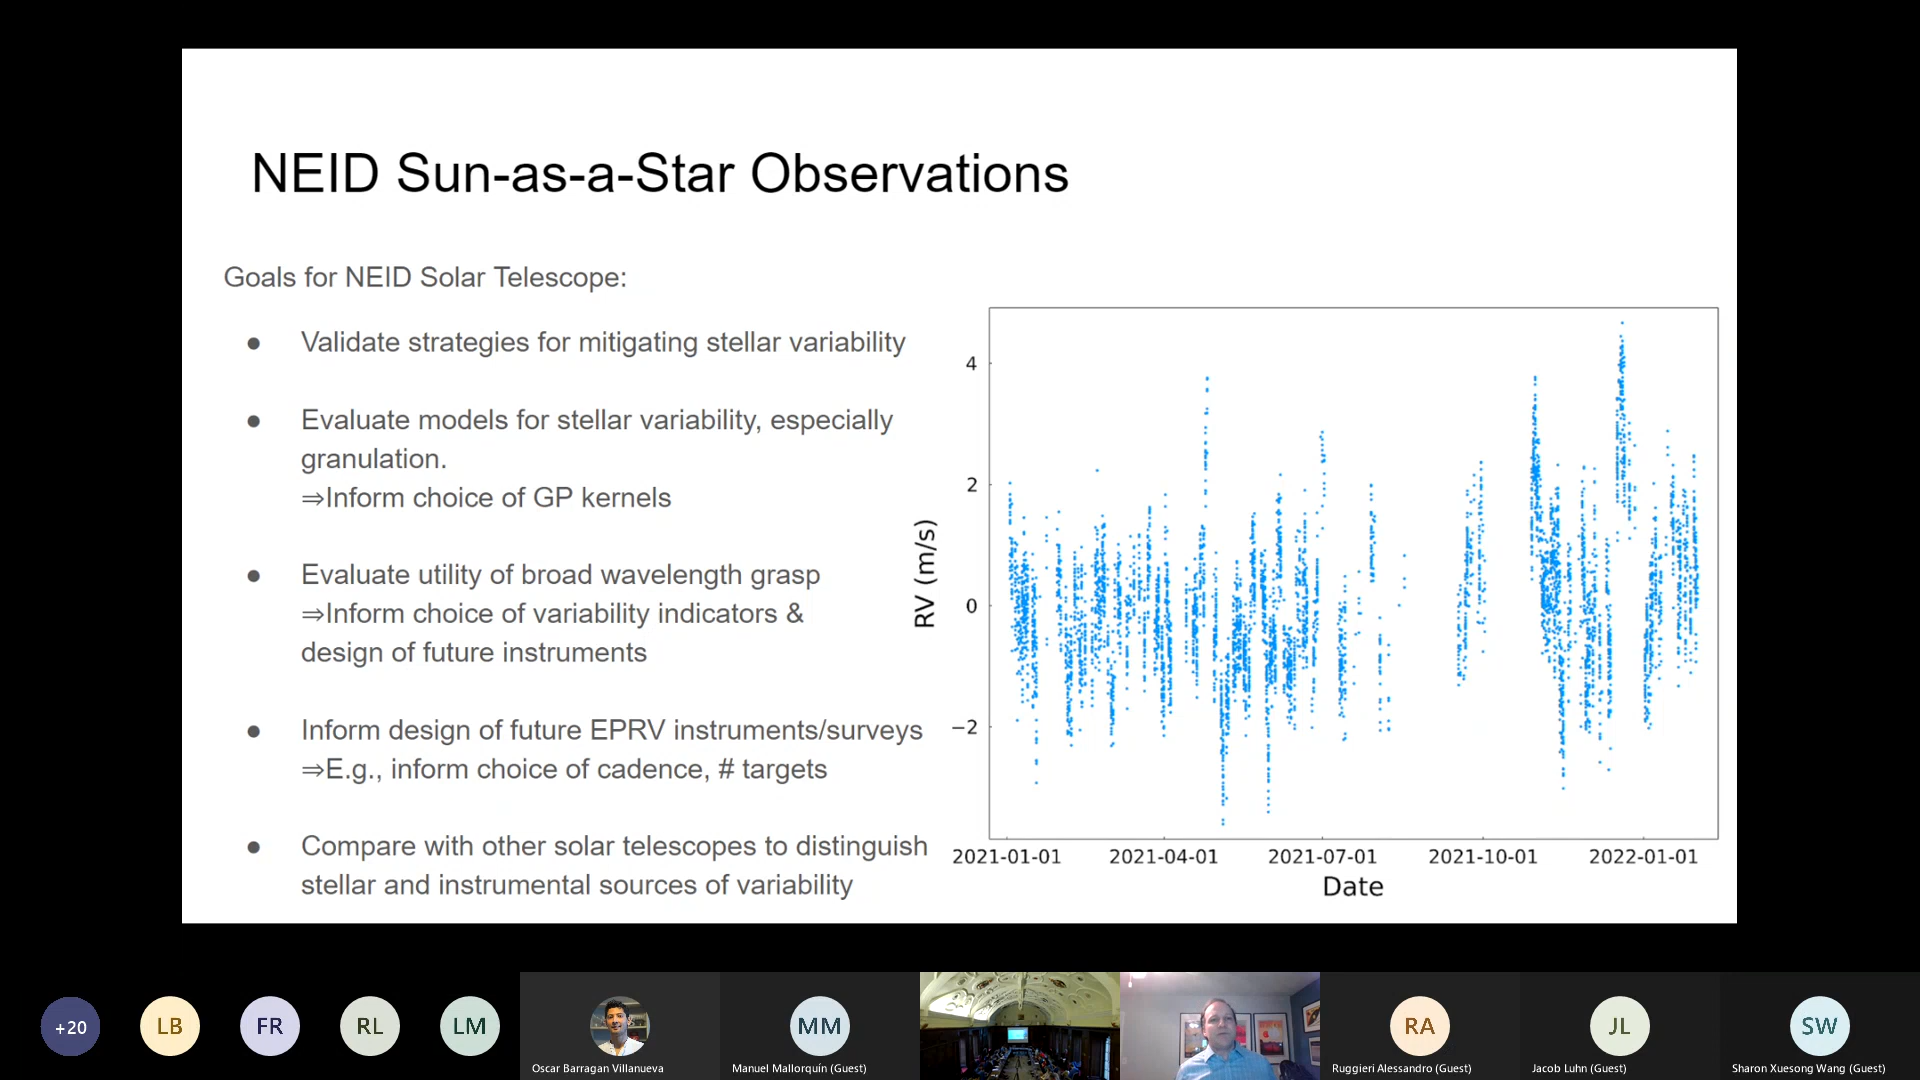 NEID Sun-as-a-Star Observations
Goals for NEID Solar Telescope:
● Validate strategies for mitigating stellar variability
● Evaluate models for stellar variability, especially
granulation.
⇒Inform choice of GP kernels
● Evaluate utility of broad wavelength grasp
⇒Inform choice of variability indicators &
design of future instruments
● Inform design of future EPRV instruments/surveys
⇒E.g., inform choice of cadence, # targets
● Compare with other solar telescopes to distinguish
stellar and instrumental sources of variability
RV (m/s)
4
2
0
−2
2021-01-01 2021-04-01 2021-07-01 2021-10-01 2022-01-01
Date
+20 LB FR RL LM MM RA JL SW
Oscar Barragan Villanueva Manuel Mallorquín (Guest) Ruggieri Alessandro (Guest) Jacob Luhn (Guest) Sharon Xuesong Wang (Guest)